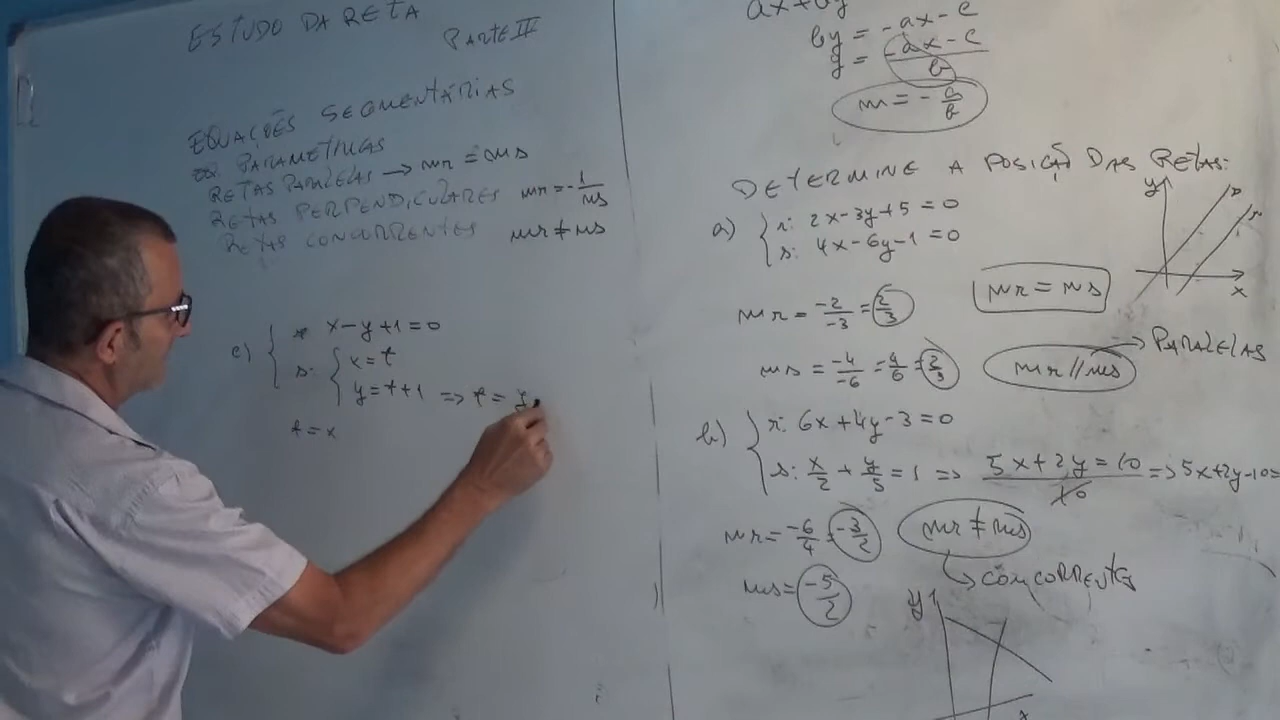 ESTUDO DA RETA
PARTE III
EQUAÇÕES SEGMENTÁRIAS
PARAMETRICAS
RETAS PARALELAS → mr = ms
RETAS PERPENDICULARES mr = -1/ms
RETAS CONCORRENTES mr ≠ ms
c) { r: x-y+1=0
s: { x=t
y=t+1 => t = y-
t=x
ax+by
by = -ax-c
y = -ax-c/b
m = -a/b
DETERMINE A POSIÇÃO DAS RETAS:
a) { r: 2x-3y+5=0
s: 4x-6y-1=0
y
x
mr = -2/-3 = 2/3
mr = ms
ms = -4/-6 = 4/6 = 2/3
mr // ms → PARALELAS
b) { r: 6x+4y-3=0
s: x/2 + y/5 = 1 => 5x+2y=10/10 => 5x+2y-10=
mr = -6/4 = -3/2
mr ≠ ms
→ CONCORRENTES
ms = -5/2
y
x